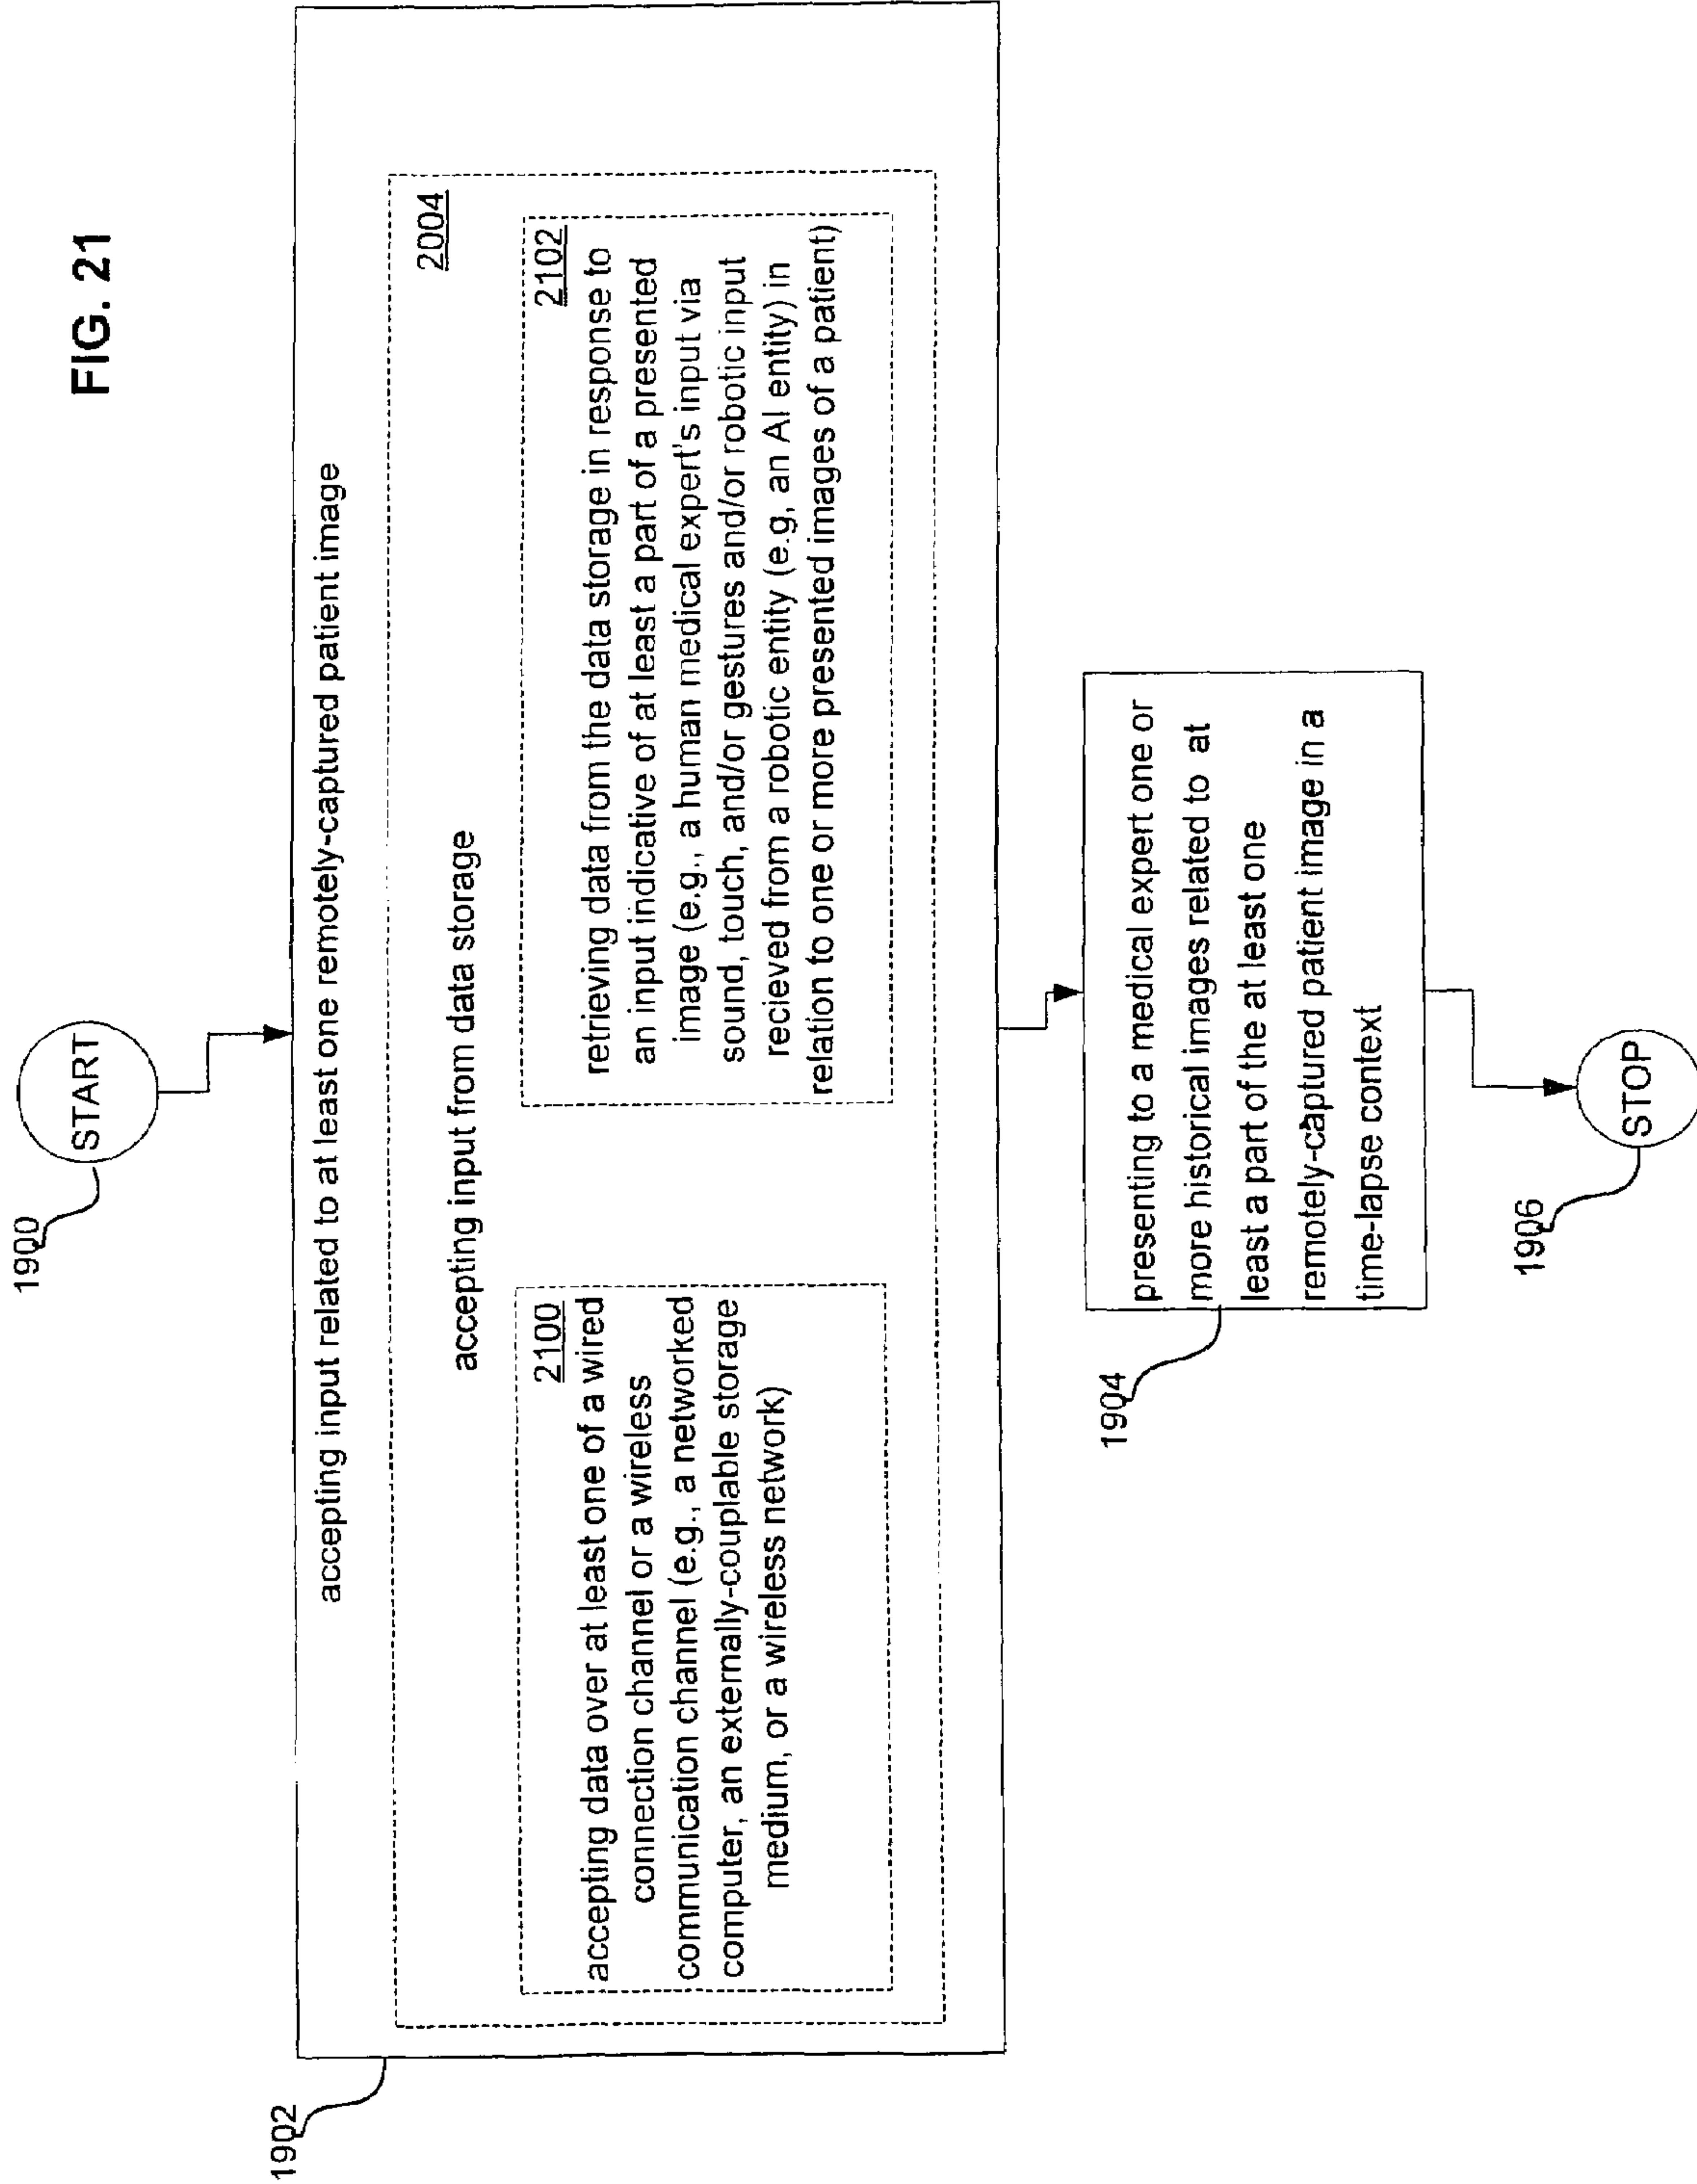 FIG. 21
1900
START
1902
accepting input related to at least one remotely-captured patient image
2004
accepting input from data storage
2100
accepting data over at least one of a wired
connection channel or a wireless
communication channel (e.g., a networked
computer, an externally-couplable storage
medium, or a wireless network)
2102
retrieving data from the data storage in response to
an input indicative of at least a part of a presented
image (e.g., a human medical expert's input via
sound, touch, and/or gestures and/or robotic input
recieved from a robotic entity (e.g, an AI entity) in
relation to one or more presented images of a patient)
1904
presenting to a medical expert one or
more historical images related to at
least a part of the at least one
remotely-captured patient image in a
time-lapse context
1906
STOP